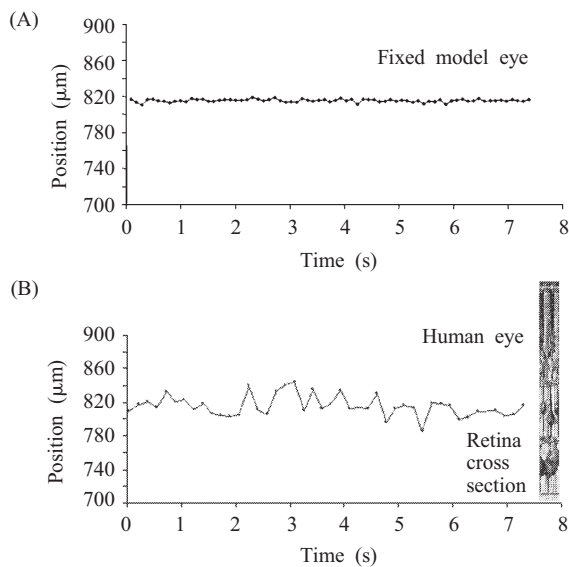 (A)
900
860
820
780
740
700
Position (μm)
Fixed model eye
0 1 2 3 4 5 6 7 8
Time (s)
(B)
900
860
820
780
740
700
Position (μm)
Human eye
Retina
cross
section
0 1 2 3 4 5 6 7 8
Time (s)